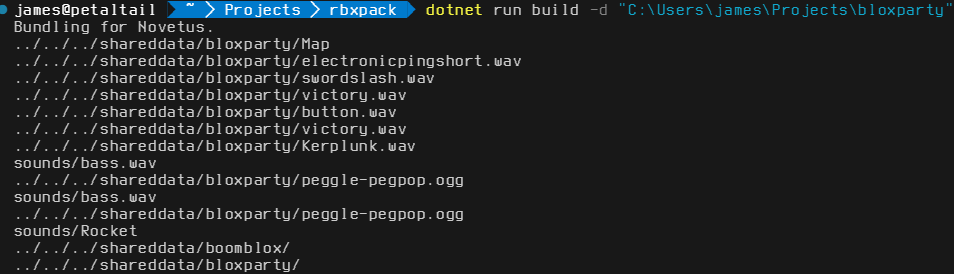 james@petaltail ~ Projects rbxpack dotnet run build -d "C:\Users\james\Projects\bloxparty"
Bundling for Novetus.
../../../shareddata/bloxparty/Map
../../../shareddata/bloxparty/electronicpingshort.wav
../../../shareddata/bloxparty/swordslash.wav
../../../shareddata/bloxparty/victory.wav
../../../shareddata/bloxparty/button.wav
../../../shareddata/bloxparty/victory.wav
../../../shareddata/bloxparty/Kerplunk.wav
sounds/bass.wav
../../../shareddata/bloxparty/peggle-pegpop.ogg
sounds/bass.wav
../../../shareddata/bloxparty/peggle-pegpop.ogg
sounds/Rocket
../../../shareddata/boomblox/
../../../shareddata/bloxparty/